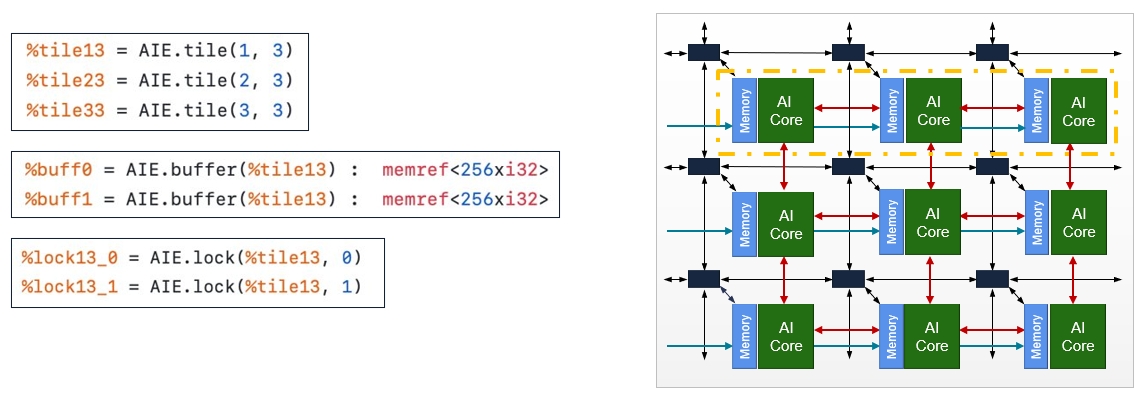 %tile13 = AIE.tile(1, 3)
%tile23 = AIE.tile(2, 3)
%tile33 = AIE.tile(3, 3)
%buff0 = AIE.buffer(%tile13) : memref<256xi32>
%buff1 = AIE.buffer(%tile13) : memref<256xi32>
%lock13_0 = AIE.lock(%tile13, 0)
%lock13_1 = AIE.lock(%tile13, 1)
Memory
AI
Core
Memory
AI
Core
Memory
AI
Core
Memory
AI
Core
Memory
AI
Core
Memory
AI
Core
Memory
AI
Core
Memory
AI
Core
Memory
AI
Core